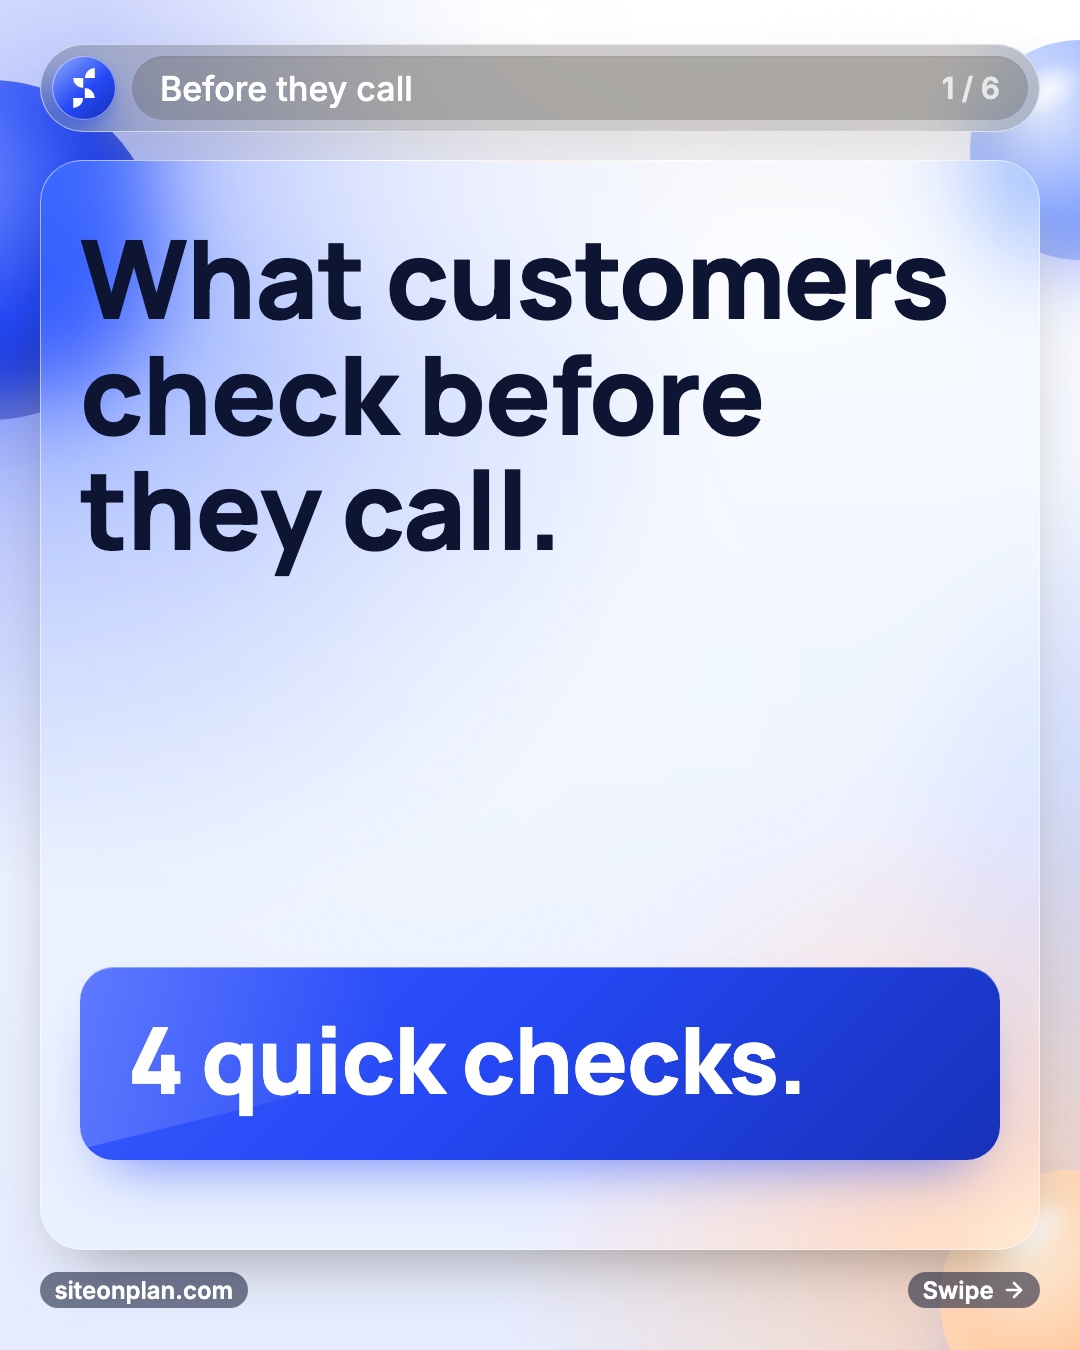 Before they call
1 / 6
What customers
check before
they call.
4 quick checks.
siteonplan.com
Swipe →